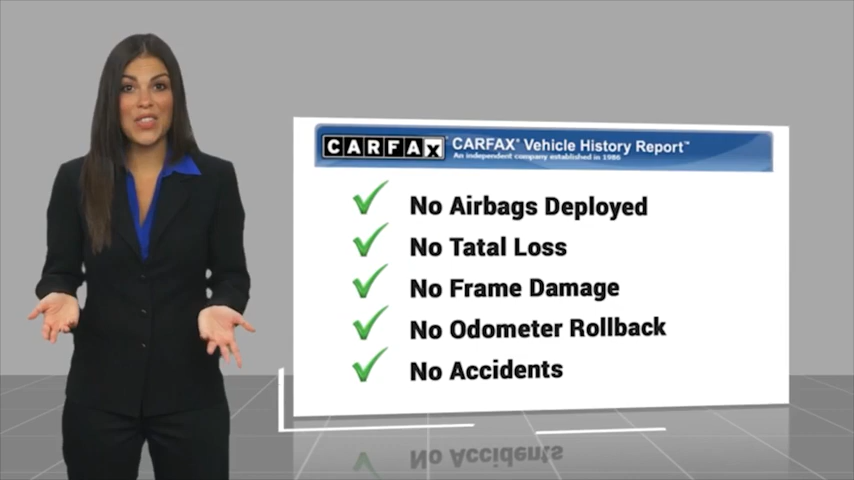 CARFAX CARFAX® Vehicle History Report™
An independent company established in 1986
No Airbags Deployed
No Tatal Loss
No Frame Damage
No Odometer Rollback
No Accidents
No Accidents